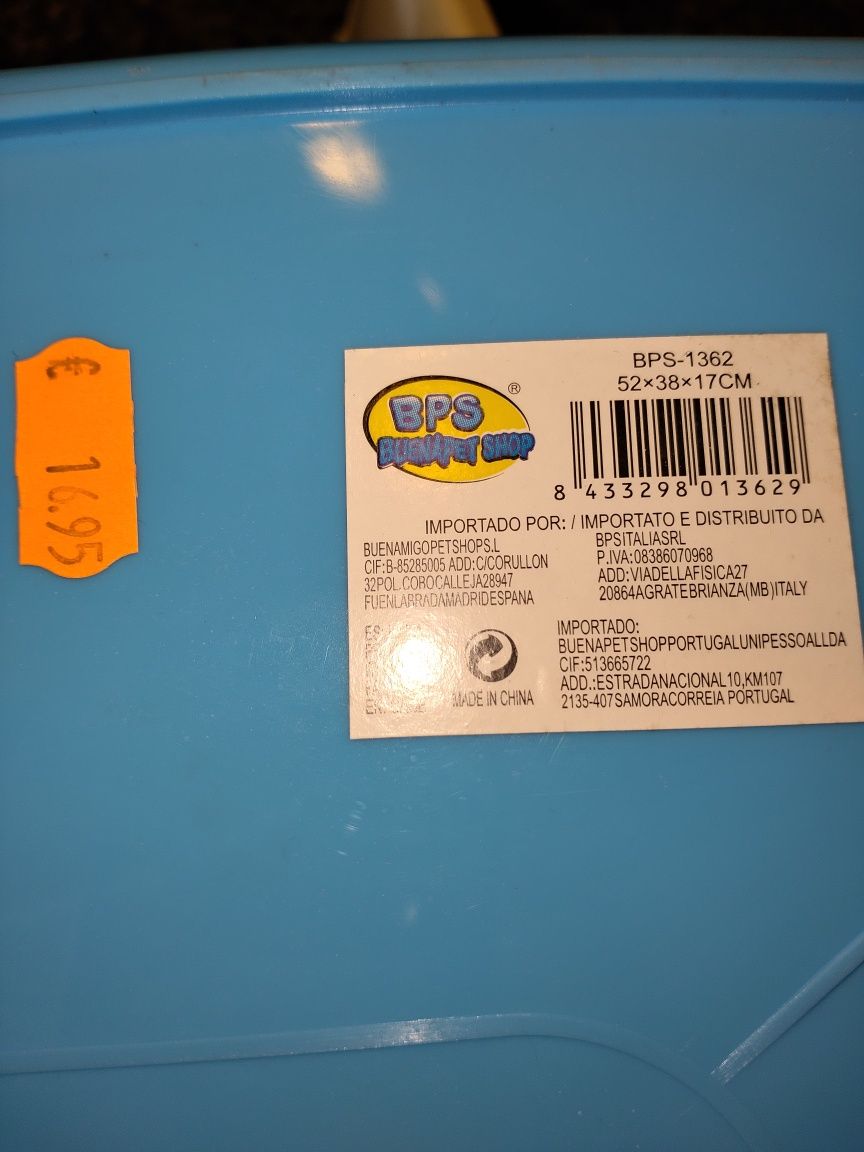 € 16.95
BPS-1362
52×38×17CM
BPS ®
BUENAPET SHOP
8 433298 013629
IMPORTADO POR: / IMPORTATO E DISTRIBUITO DA
BUENAMIGOPETSHOPS.L
CIF:B-85285005 ADD:C/CORULLON
32POL.COBOCALLEJA28947
FUENLABRADAMADRIDESPANA
BPSITALIASRL
P.IVA:08386070968
ADD:VIADELLAFISICA27
20864AGRATEBRIANZA(MB)ITALY
MADE IN CHINA
IMPORTADO:
BUENAPETSHOPPORTUGALUNIPESSOALLDA
CIF:513665722
ADD.:ESTRADANACIONAL10,KM107
2135-407SAMORACORREIA PORTUGAL